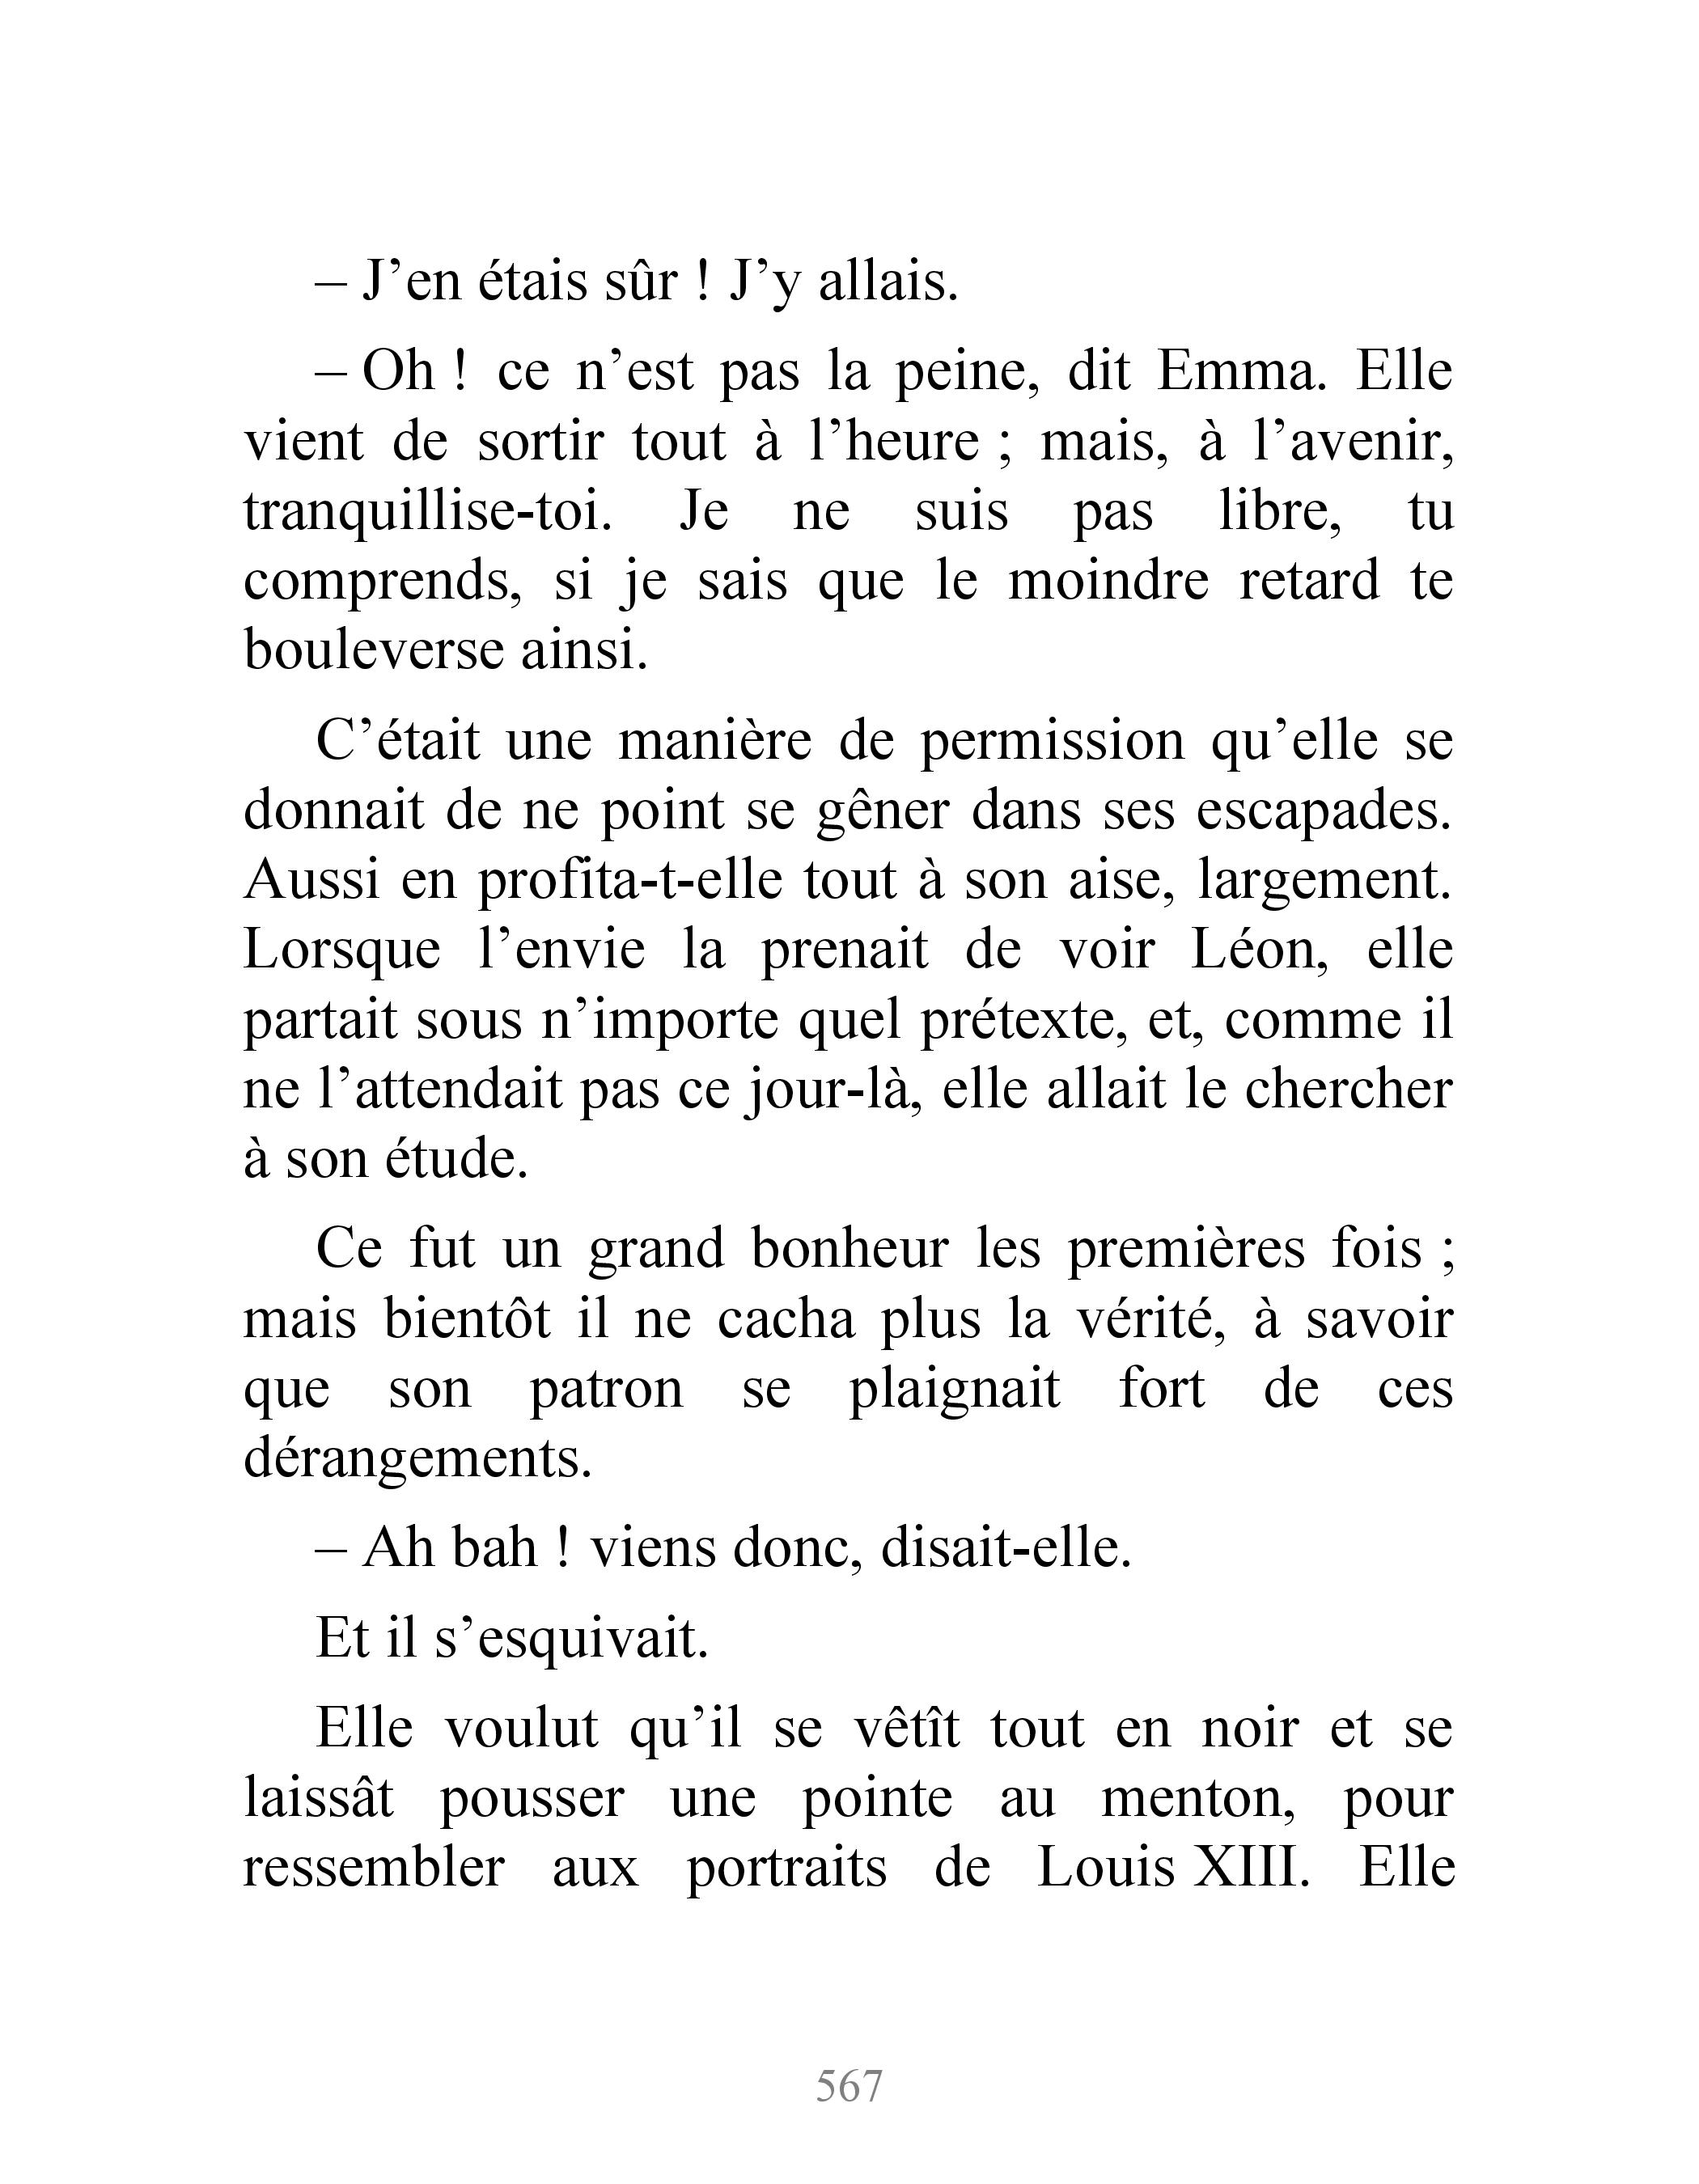 – J’en étais sûr ! J’y allais.
– Oh ! ce n’est pas la peine, dit Emma. Elle
vient de sortir tout à l’heure ; mais, à l’avenir,
tranquillise-toi. Je ne suis pas libre, tu
comprends, si je sais que le moindre retard te
bouleverse ainsi.
C’était une manière de permission qu’elle se
donnait de ne point se gêner dans ses escapades.
Aussi en profita-t-elle tout à son aise, largement.
Lorsque l’envie la prenait de voir Léon, elle
partait sous n’importe quel prétexte, et, comme il
ne l’attendait pas ce jour-là, elle allait le chercher
à son étude.
Ce fut un grand bonheur les premières fois ;
mais bientôt il ne cacha plus la vérité, à savoir
que son patron se plaignait fort de ces
dérangements.
– Ah bah ! viens donc, disait-elle.
Et il s’esquivait.
Elle voulut qu’il se vêtît tout en noir et se
laissât pousser une pointe au menton, pour
ressembler aux portraits de Louis XIII. Elle
567